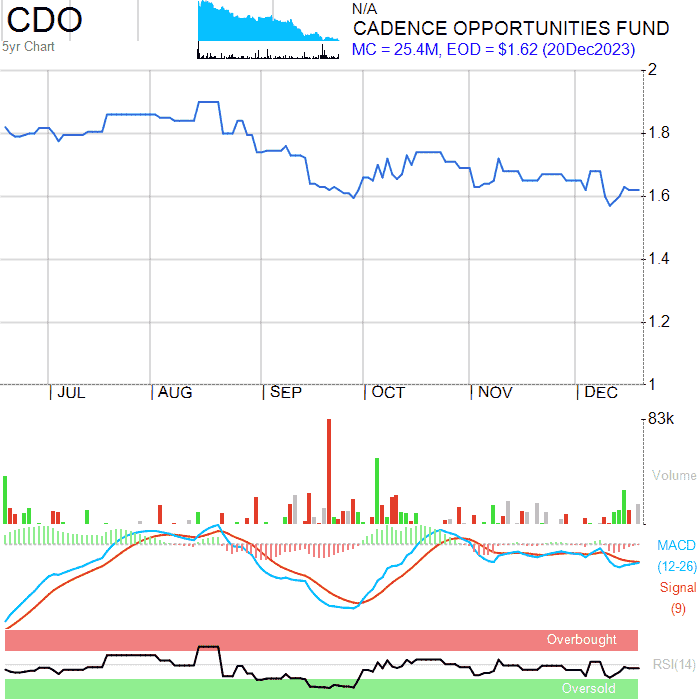 CDO
5yr Chart
N/A
CADENCE OPPORTUNITIES FUND
MC = 25.4M, EOD = $1.62 (20Dec2023)
2
1.8
1.6
1.4
1.2
1
JUL
AUG
SEP
OCT
NOV
DEC
83k
Volume
MACD
(12-26)
Signal
(9)
Overbought
RSI(14)
Oversold